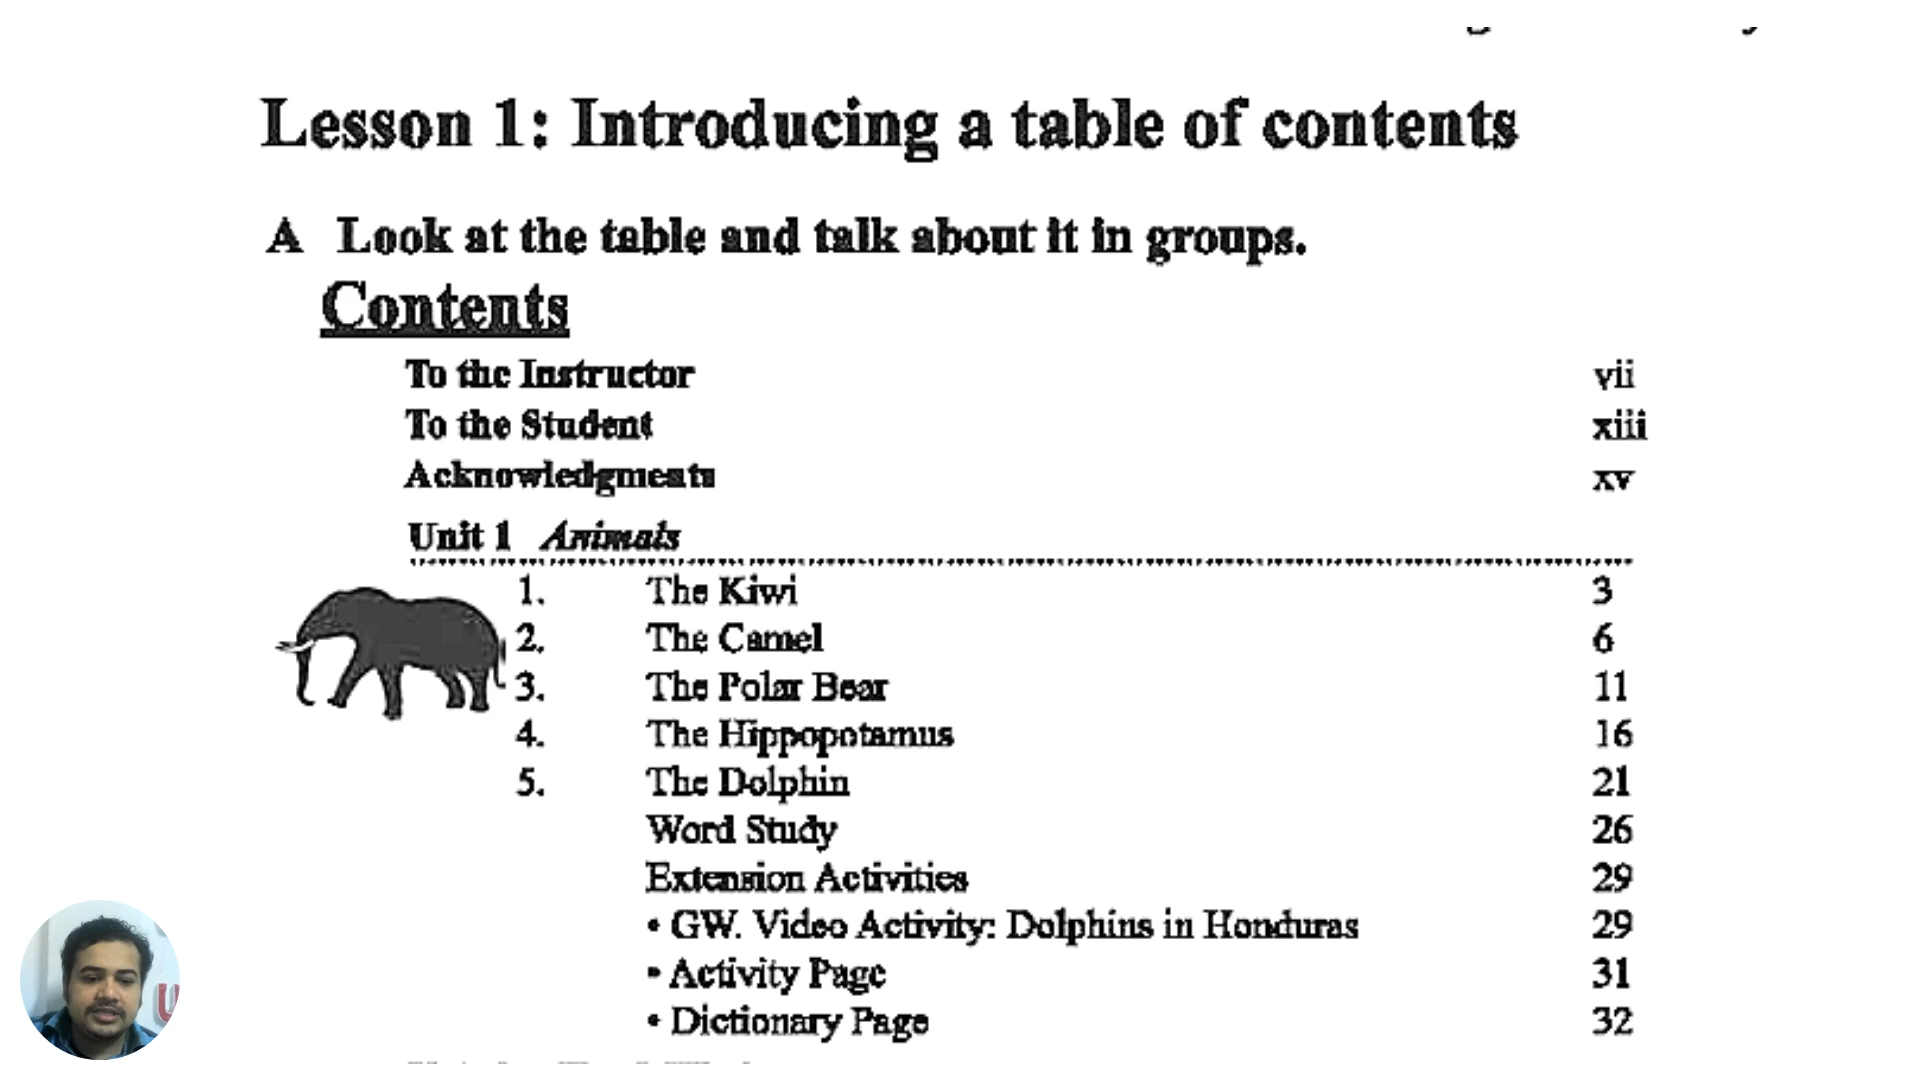 Lesson 1: Introducing a table of contents
A Look at the table and talk about it in groups.
Contents
To the Instructor vii
To the Student xiii
Acknowledgments xv
Unit 1 Animals
1. The Kiwi 3
2. The Camel 6
3. The Polar Bear 11
4. The Hippopotamus 16
5. The Dolphin 21
Word Study 26
Extension Activities 29
• GW. Video Activity: Dolphins in Honduras 29
• Activity Page 31
• Dictionary Page 32
U